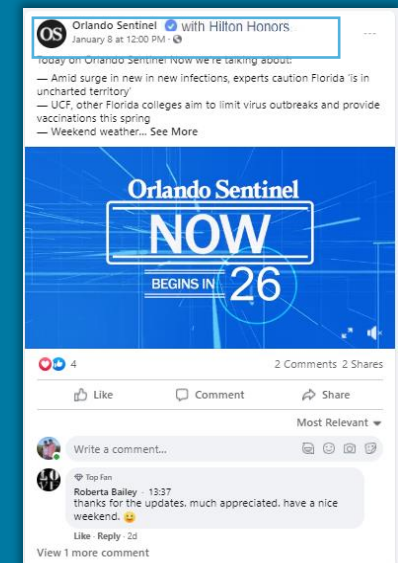 OS
Orlando Sentinel with Hilton Honors
January 8 at 12:00 PM ·
Today on Orlando Sentinel Now we're talking about:
— Amid surge in new in new infections, experts caution Florida 'is in
uncharted territory'
— UCF, other Florida colleges aim to limit virus outbreaks and provide
vaccinations this spring
— Weekend weather... See More
Orlando Sentinel
NOW
BEGINS IN 26
4
2 Comments 2 Shares
Like Comment Share
Most Relevant
Write a comment...
Top Fan
Roberta Bailey · 13:37
thanks for the updates. much appreciated. have a nice
weekend.
Like · Reply · 2d
View 1 more comment